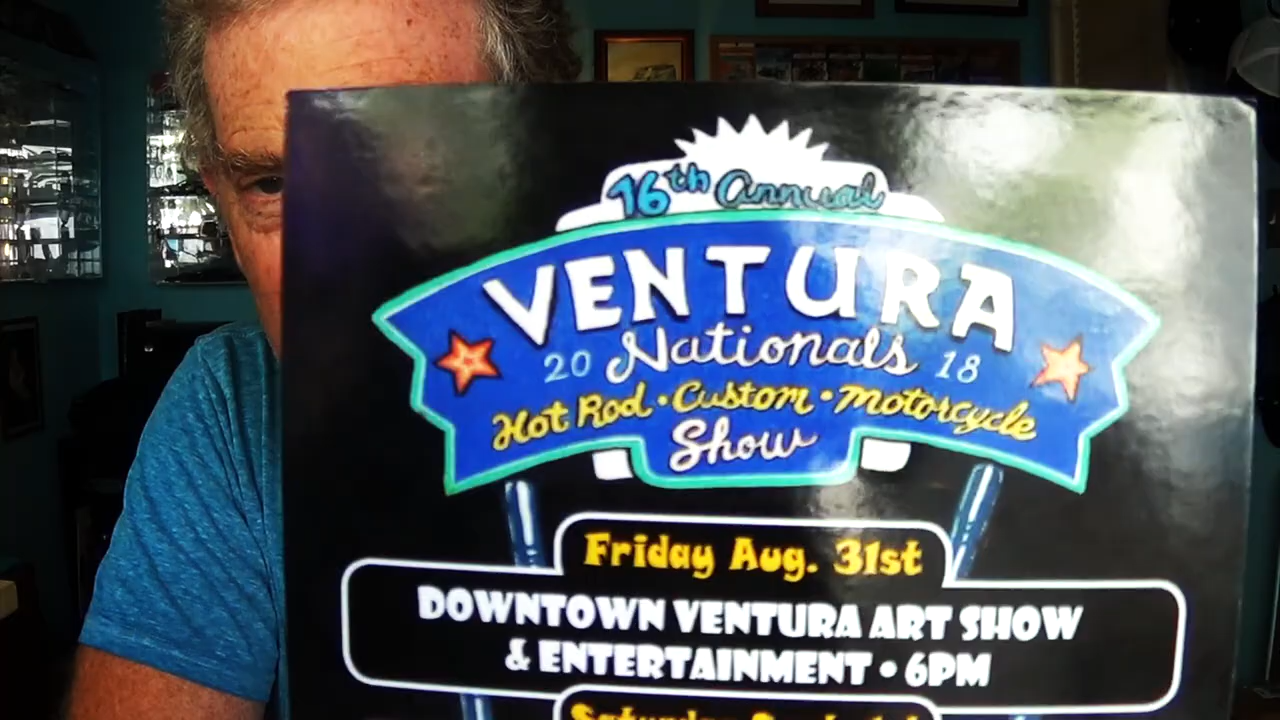 16th Annual
VENTURA
20 Nationals 18
Hot Rod • Custom • Motorcycle
Show
Friday Aug. 31st
DOWNTOWN VENTURA ART SHOW
& ENTERTAINMENT • 6PM
Saturday